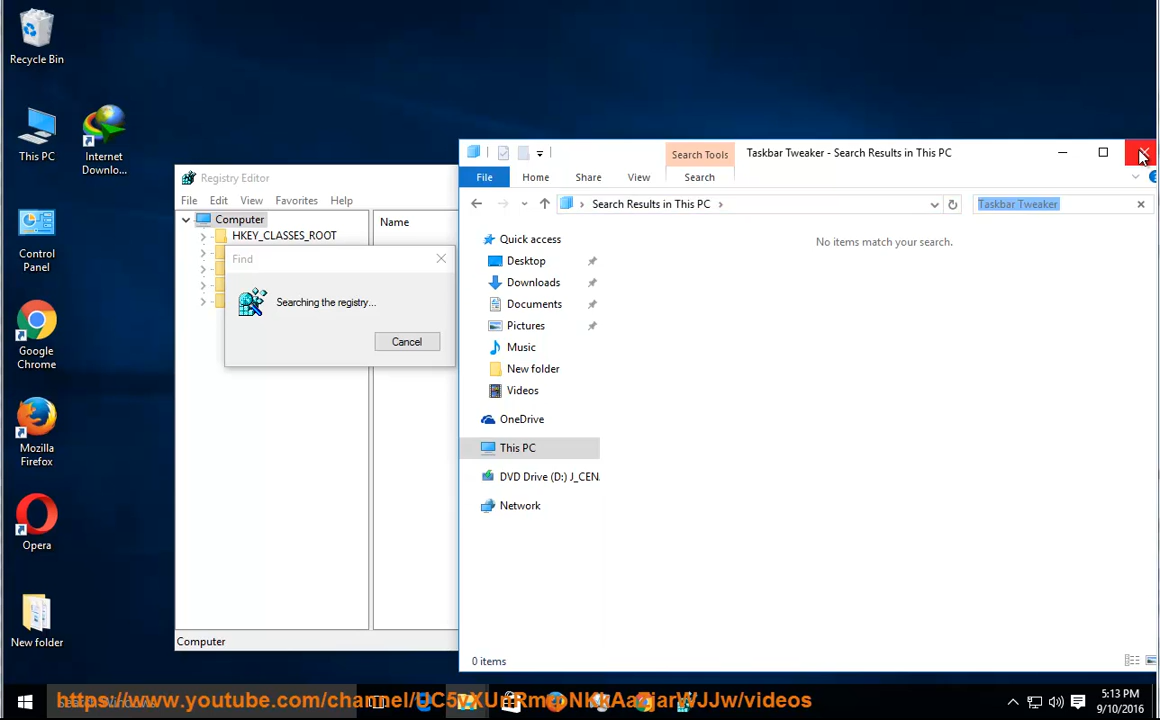 Recycle Bin
This PC
Internet
Downlo...
Control
Panel
Google
Chrome
Mozilla
Firefox
Opera
New folder
Registry Editor
File Edit View Favorites Help
Computer
HKEY_CLASSES_ROOT
Name
Find
Searching the registry...
Cancel
Computer
Search Tools
Taskbar Tweaker - Search Results in This PC
File Home Share View Search
Search Results in This PC
Taskbar Tweaker
Quick access
Desktop
Downloads
Documents
Pictures
Music
New folder
Videos
OneDrive
This PC
DVD Drive (D:) J_CEN
Network
No items match your search.
0 items
5:13 PM
9/10/2016